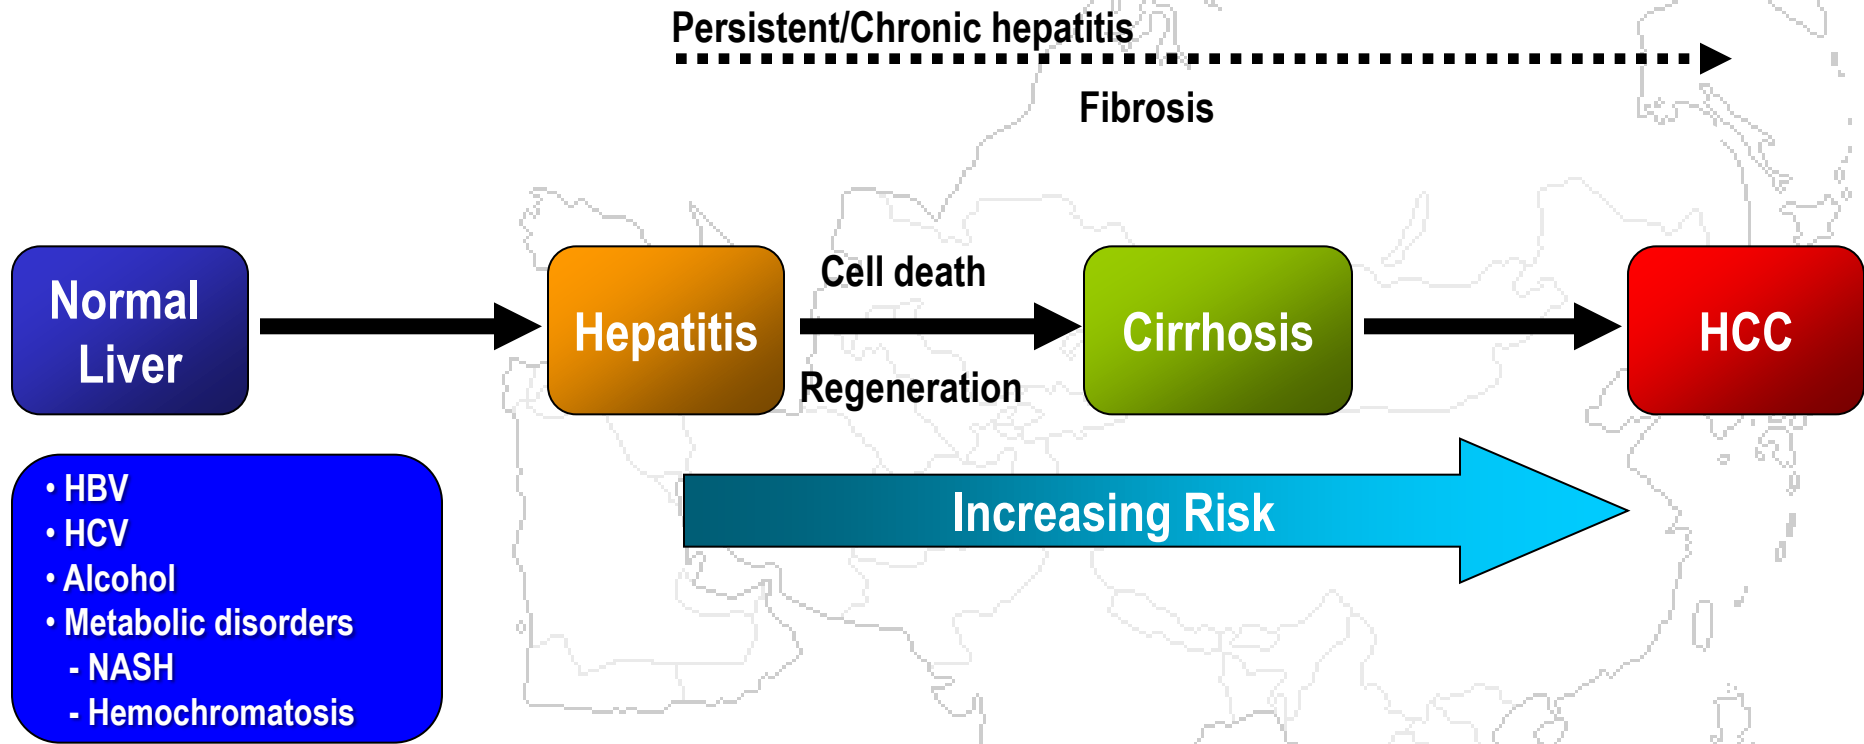 Persistent/Chronic hepatitis
Fibrosis
Normal
Liver
Hepatitis
Cell death
Regeneration
Cirrhosis
HCC
• HBV
• HCV
• Alcohol
• Metabolic disorders
- NASH
- Hemochromatosis
Increasing Risk